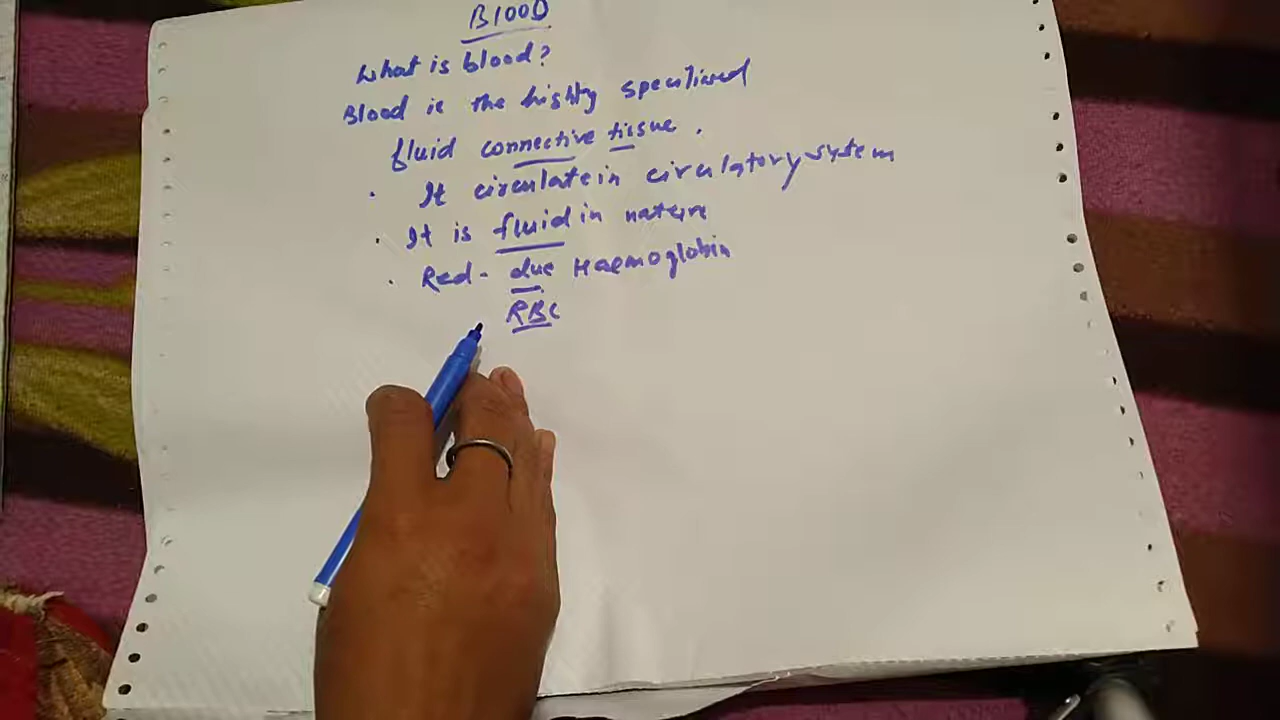 BlOOD
What is blood?
Blood is the highly specilized
fluid connective tissue.
• It circulate in circulatory system
• It is fluid in nature
• Red - due Haemoglobin
RBC